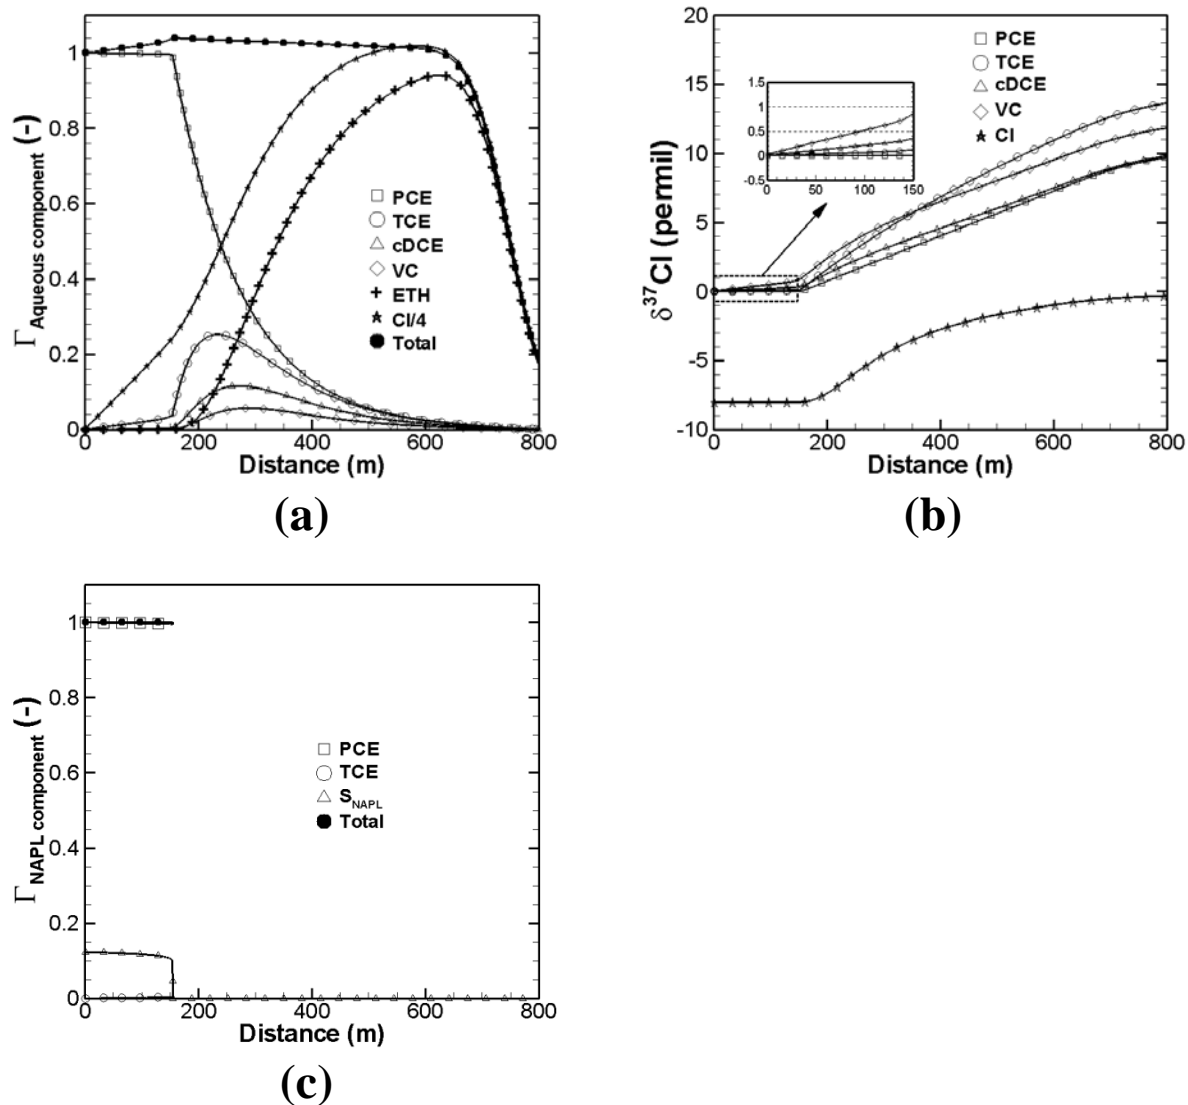 Γ Aqueous component (-)
1
0.8
0.6
0.4
0.2
0
PCE
TCE
cDCE
VC
ETH
Cl/4
Total
0 200 400 600 800
Distance (m)
(a)
δ37Cl (permil)
20
15
10
5
0
-5
-10
PCE
TCE
cDCE
VC
Cl
1.5
1
0.5
0
-0.5
0 50 100 150
0 200 400 600 800
Distance (m)
(b)
Γ NAPL component (-)
1
0.8
0.6
0.4
0.2
0
PCE
TCE
SNAPL
Total
0 200 400 600 800
Distance (m)
(c)